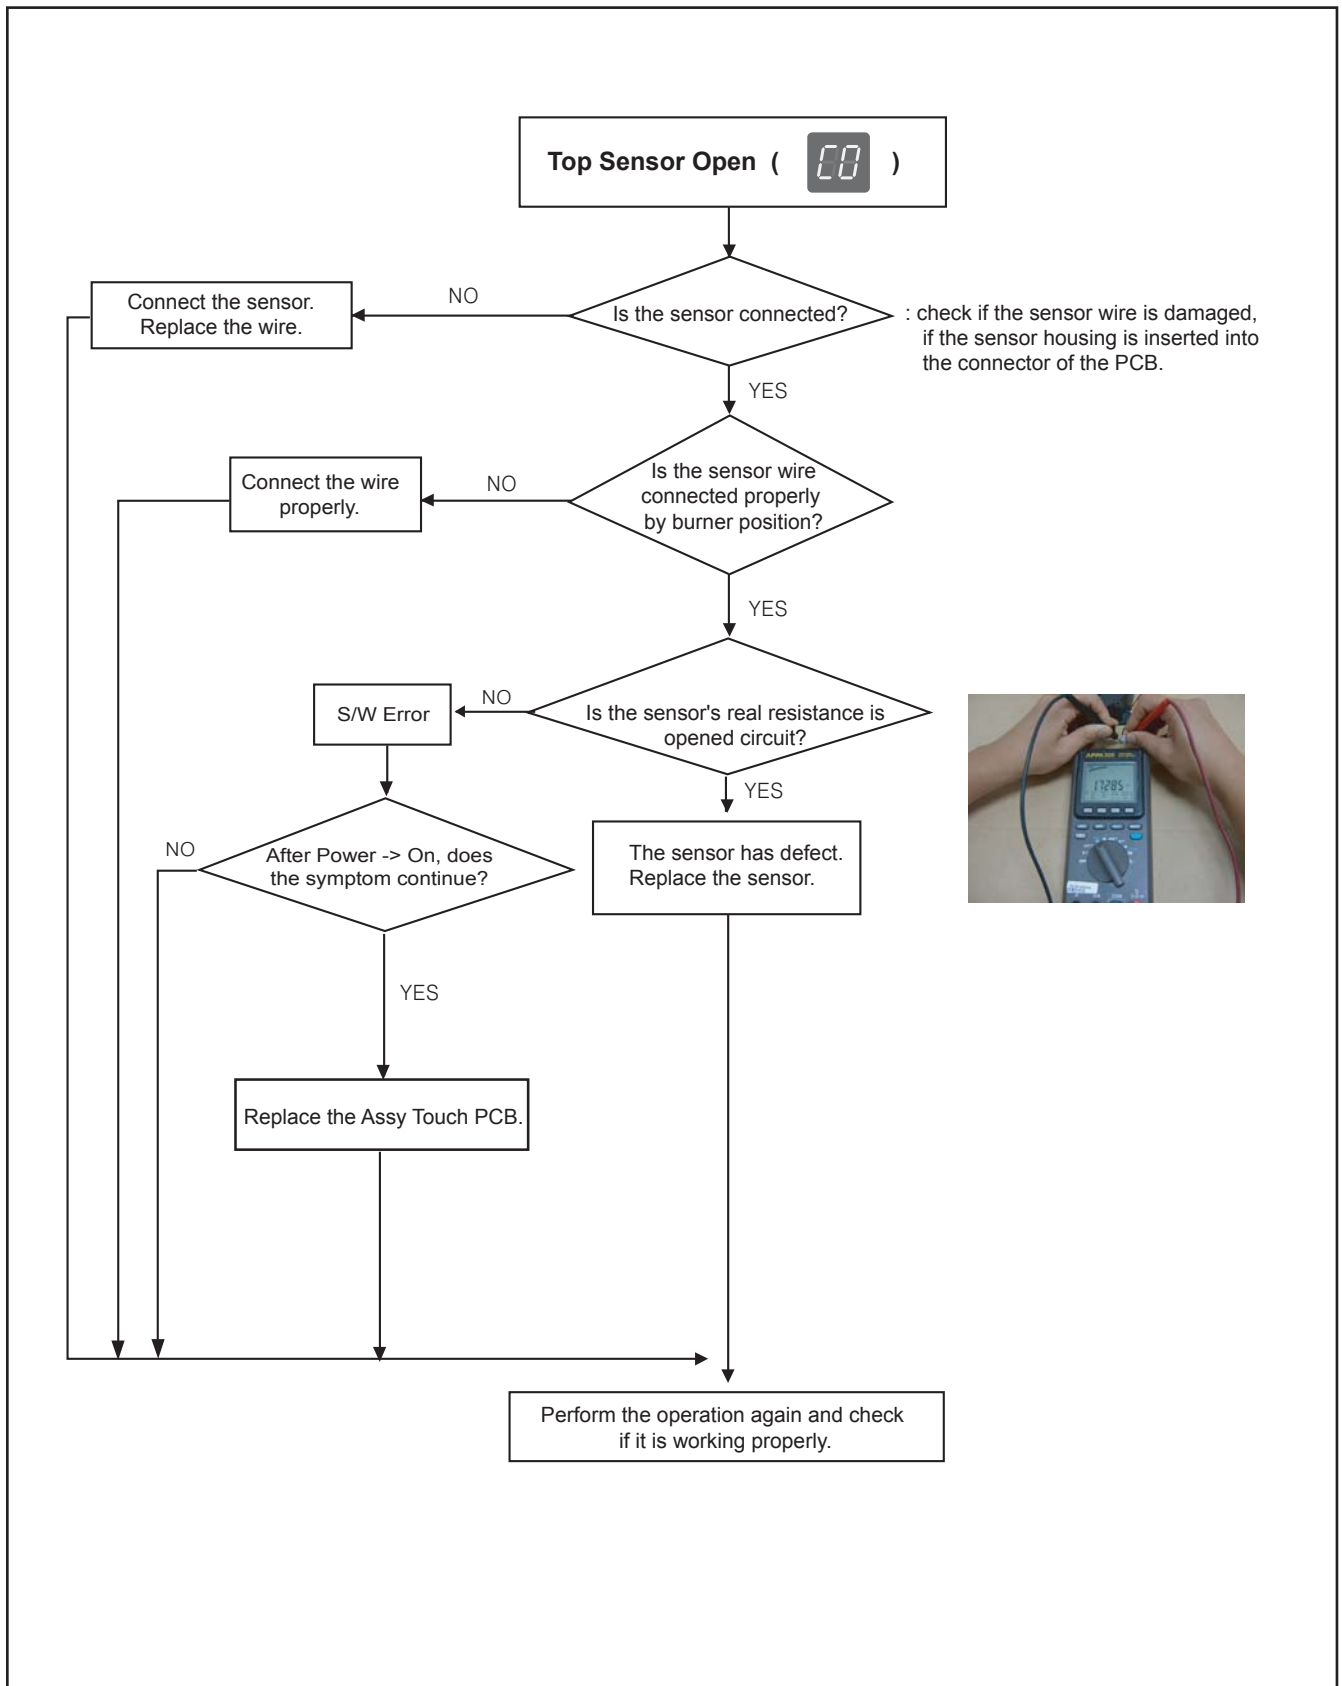 Top Sensor Open ( C0 )
Is the sensor connected?
: check if the sensor wire is damaged,
if the sensor housing is inserted into
the connector of the PCB.
NO
Connect the sensor.
Replace the wire.
YES
Is the sensor wire
connected properly
by burner position?
NO
Connect the wire
properly.
YES
Is the sensor's real resistance is
opened circuit?
NO
S/W Error
YES
The sensor has defect.
Replace the sensor.
After Power -> On, does
the symptom continue?
NO
YES
Replace the Assy Touch PCB.
Perform the operation again and check
if it is working properly.